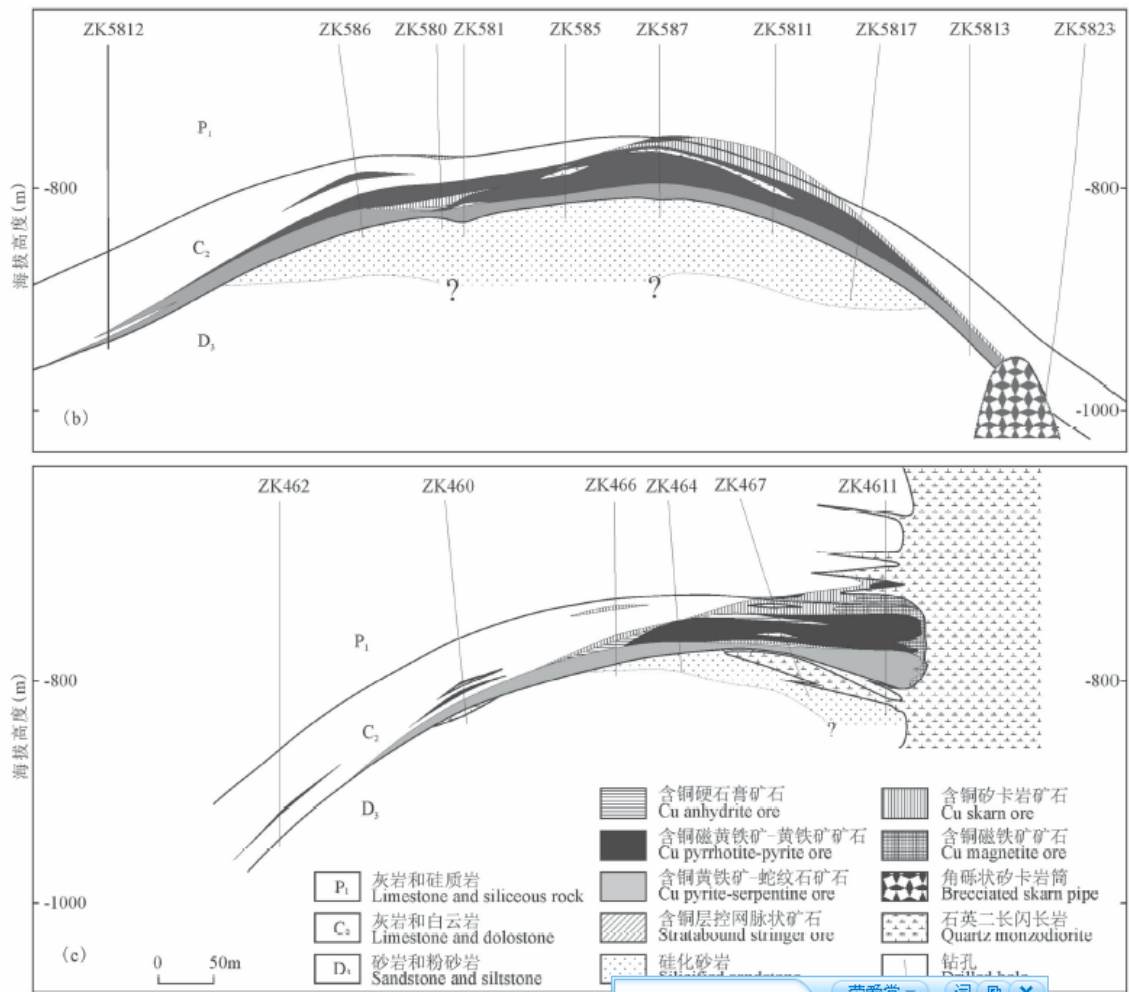 ZK5812 ZK586 ZK580 ZK581 ZK585 ZK587 ZK5811 ZK5817 ZK5813 ZK5823
P₁
-800 -800
海拔高度(m)
C₂
? ?
D₃
(b) -1000
ZK462 ZK460 ZK466 ZK464 ZK467 ZK4611
P₁
-800 -800
海拔高度(m)
C₂
?
D₃
含铜硬石膏矿石
Cu anhydrite ore
含铜矽卡岩矿石
Cu skarn ore
含铜磁黄铁矿-黄铁矿矿石
Cu pyrrhotite-pyrite ore
含铜磁铁矿矿石
Cu magnetite ore
P₁ 灰岩和硅质岩
Limestone and siliceous rock
含铜黄铁矿-蛇纹石矿石
Cu pyrite-serpentine ore
角砾状矽卡岩筒
Brecciated skarn pipe
-1000
C₂ 灰岩和白云岩
Limestone and dolostone
含铜层控网脉状矿石
Stratabound stringer ore
石英二长闪长岩
Quartz monzodiorite
(c) 0 50m
D₃ 砂岩和粉砂岩
Sandstone and siltstone
硅化砂岩
钻孔